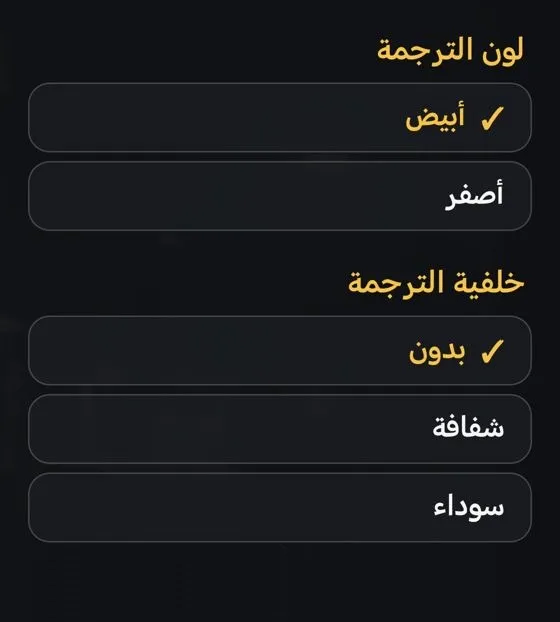 لون الترجمة
✓ أبيض
أصفر
خلفية الترجمة
✓ بدون
شفافة
سوداء